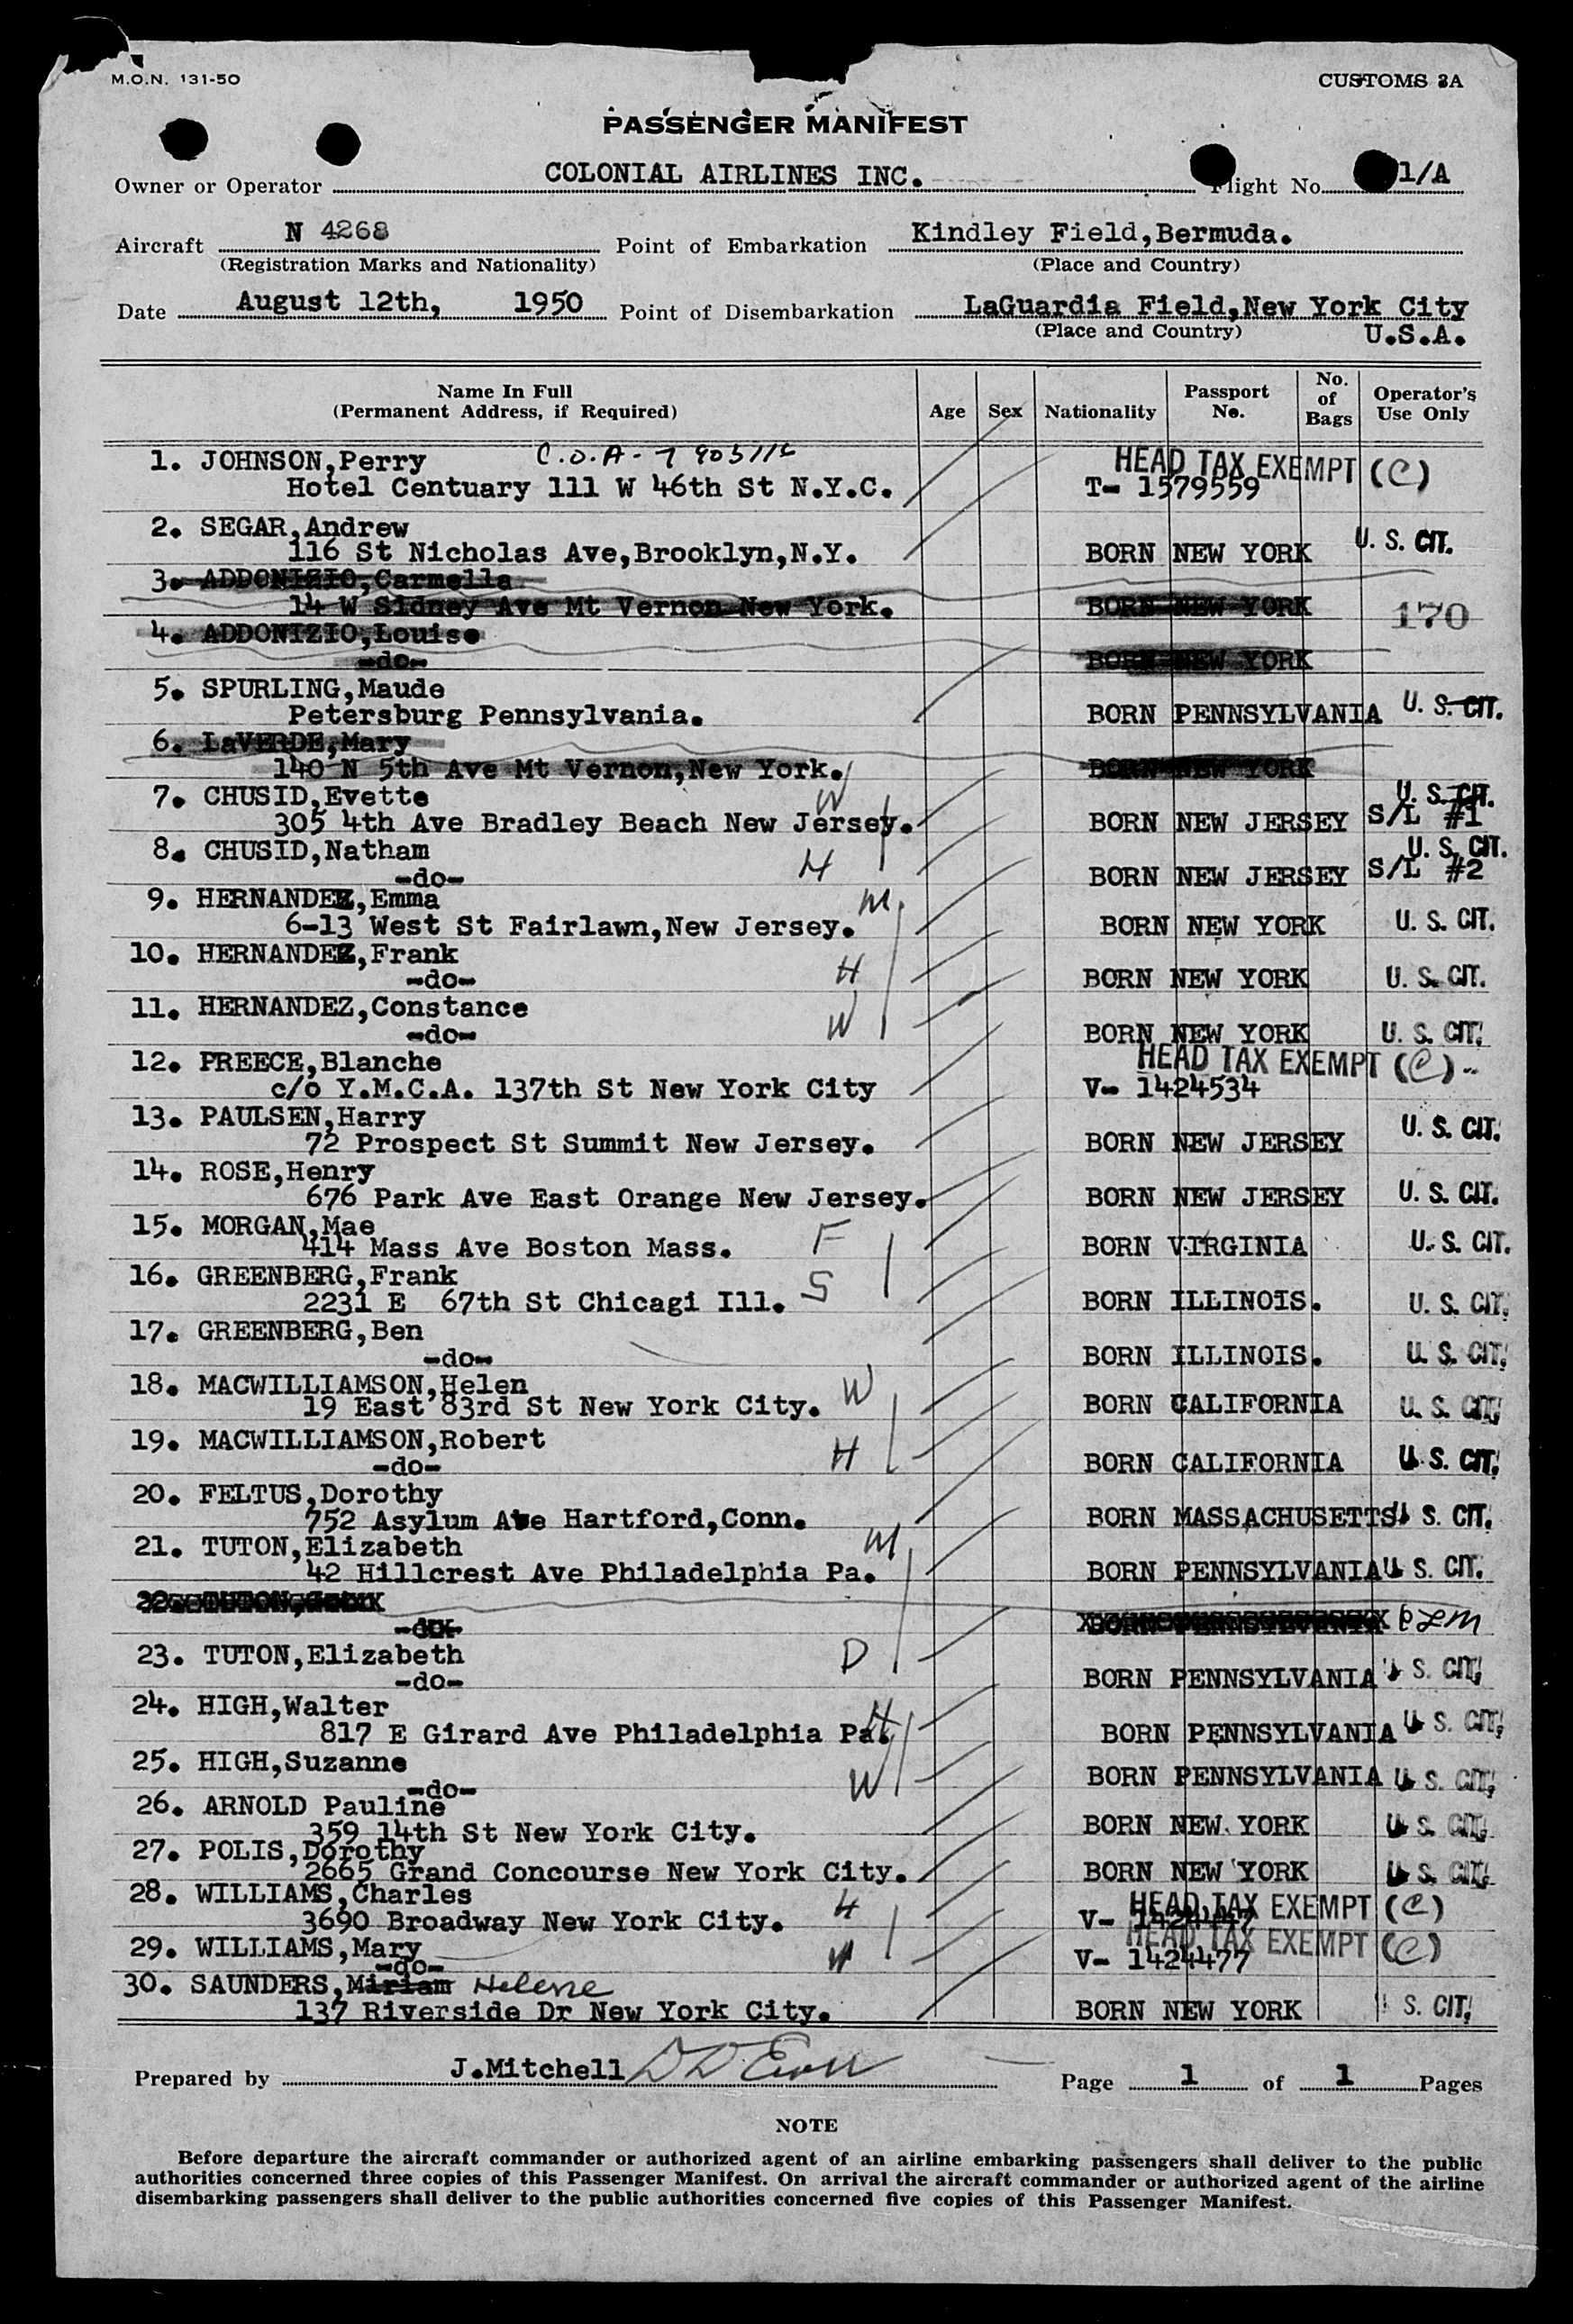 M.O.N. 131-50 CUSTOMS 3A
PASSENGER MANIFEST
Owner or Operator COLONIAL AIRLINES INC. Flight No. 1/A
Aircraft N 4268 Point of Embarkation Kindley Field,Bermuda.
(Registration Marks and Nationality) (Place and Country)
Date August 12th, 1950 Point of Disembarkation LaGuardia Field,New York City
(Place and Country) U.S.A.
Name In Full (Permanent Address, if Required) Age Sex Nationality Passport No. No. of Bags Operator's Use Only
1. JOHNSON,Perry C.O.A- HEAD TAX EXEMPT (C)
Hotel Centuary 111 W 46th St N.Y.C. T- 1579559
2. SEGAR,Andrew U. S. CIT.
116 St Nicholas Ave,Brooklyn,N.Y. BORN NEW YORK
3. ADDONIZIO,Carmella
14 W Sidney Ave Mt Vernon New York. BORN NEW YORK 170
4. ADDONIZIO,Louise
-do- BORN NEW YORK
5. SPURLING,Maude
Petersburg Pennsylvania. BORN PENNSYLVANIA U. S. CIT.
6. LaVERDE,Mary
140 N 5th Ave Mt Vernon,New York. BORN NEW YORK
7. CHUSID,Evette W U. S. CIT.
305 4th Ave Bradley Beach New Jersey. BORN NEW JERSEY S/L #1
8. CHUSID,Natham H U. S. CIT.
-do- BORN NEW JERSEY S/L #2
9. HERNANDEZ,Emma M
6-13 West St Fairlawn,New Jersey. BORN NEW YORK U. S. CIT.
10. HERNANDEZ,Frank H
-do- BORN NEW YORK U. S. CIT.
11. HERNANDEZ,Constance W
-do- BORN NEW YORK U. S. CIT.
12. PREECE,Blanche HEAD TAX EXEMPT (C)
c/o Y.M.C.A. 137th St New York City V- 1424534
13. PAULSEN,Harry U. S. CIT.
72 Prospect St Summit New Jersey. BORN NEW JERSEY
14. ROSE,Henry
676 Park Ave East Orange New Jersey. BORN NEW JERSEY U. S. CIT.
15. MORGAN,Mae F
414 Mass Ave Boston Mass. BORN VIRGINIA U. S. CIT.
16. GREENBERG,Frank S
2231 E 67th St Chicagi Ill. BORN ILLINOIS. U. S. CIT.
17. GREENBERG,Ben
-do- BORN ILLINOIS. U. S. CIT.
18. MACWILLIAMSON,Helen W
19 East 83rd St New York City. BORN CALIFORNIA U. S. CIT.
19. MACWILLIAMSON,Robert H
-do- BORN CALIFORNIA U. S. CIT.
20. FELTUS,Dorothy
752 Asylum Ave Hartford,Conn. BORN MASSACHUSETTS U S. CIT.
21. TUTON,Elizabeth M
42 Hillcrest Ave Philadelphia Pa. BORN PENNSYLVANIA U S. CIT.
22. TUTON,
BORN PENNSYLVANIA
23. TUTON,Elizabeth D
-do- BORN PENNSYLVANIA U S. CIT.
24. HIGH,Walter H
817 E Girard Ave Philadelphia Pa. BORN PENNSYLVANIA U S. CIT.
25. HIGH,Suzanne W
-do- BORN PENNSYLVANIA U S. CIT.
26. ARNOLD Pauline
359 14th St New York City. BORN NEW YORK U S. CIT.
27. POLIS,Dorothy
2665 Grand Concourse New York City. BORN NEW YORK U S. CIT.
28. WILLIAMS,Charles H HEAD TAX EXEMPT (C)
3690 Broadway New York City. V-
29. WILLIAMS,Mary W HEAD TAX EXEMPT (C)
-do- V- 1424477
30. SAUNDERS,Miriam Helene
137 Riverside Dr New York City. BORN NEW YORK U S. CIT.
Prepared by J.Mitchell Page 1 of 1 Pages
NOTE
Before departure the aircraft commander or authorized agent of an airline embarking passengers shall deliver to the public
authorities concerned three copies of this Passenger Manifest. On arrival the aircraft commander or authorized agent of the airline
disembarking passengers shall deliver to the public authorities concerned five copies of this Passenger Manifest.